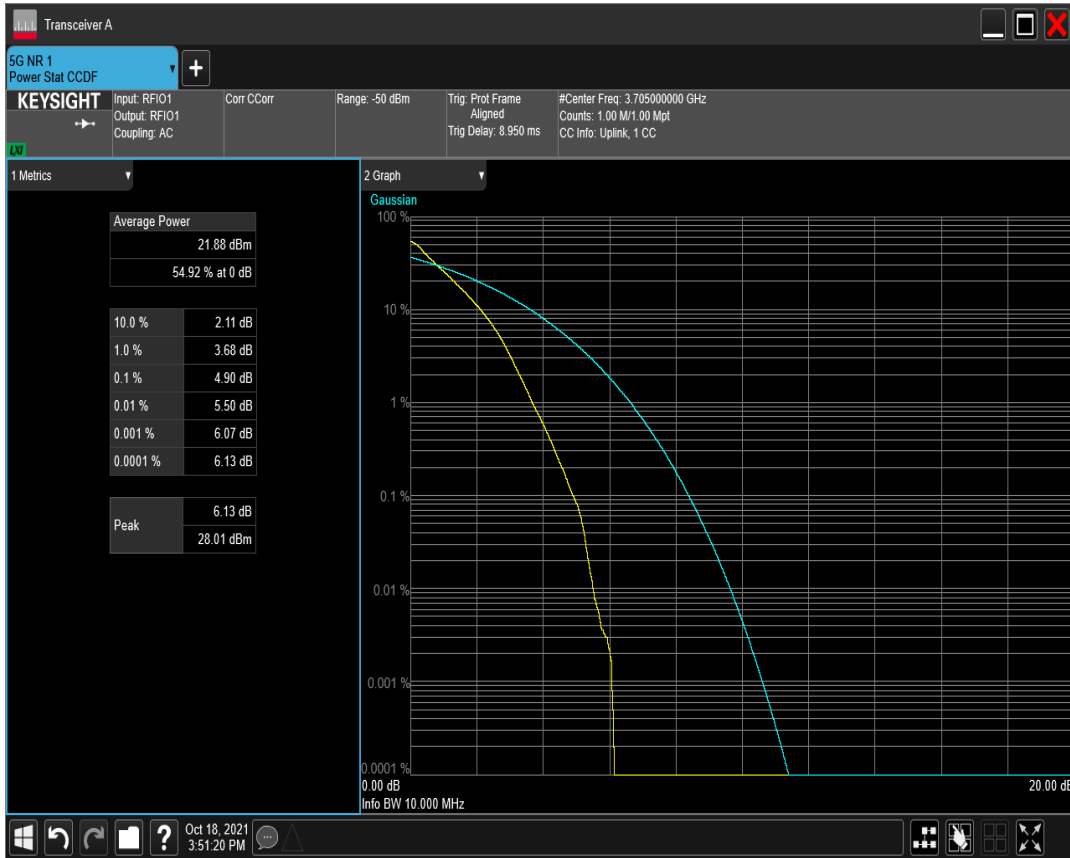 Transceiver A
5G NR 1
Power Stat CCDF
KEYSIGHT
LXI
Input: RFIO1
Output: RFIO1
Coupling: AC
Corr CCorr
Range: -50 dBm
Trig: Prot Frame
Aligned
Trig Delay: 8.950 ms
#Center Freq: 3.705000000 GHz
Counts: 1.00 M/1.00 Mpt
CC Info: Uplink, 1 CC
1 Metrics
Average Power
21.88 dBm
54.92 % at 0 dB
10.0 % 2.11 dB
1.0 % 3.68 dB
0.1 % 4.90 dB
0.01 % 5.50 dB
0.001 % 6.07 dB
0.0001 % 6.13 dB
Peak
6.13 dB
28.01 dBm
2 Graph
Gaussian
100 %
10 %
1 %
0.1 %
0.01 %
0.001 %
0.0001 %
0.00 dB 20.00 dB
Info BW 10.000 MHz
Oct 18, 2021
3:51:20 PM